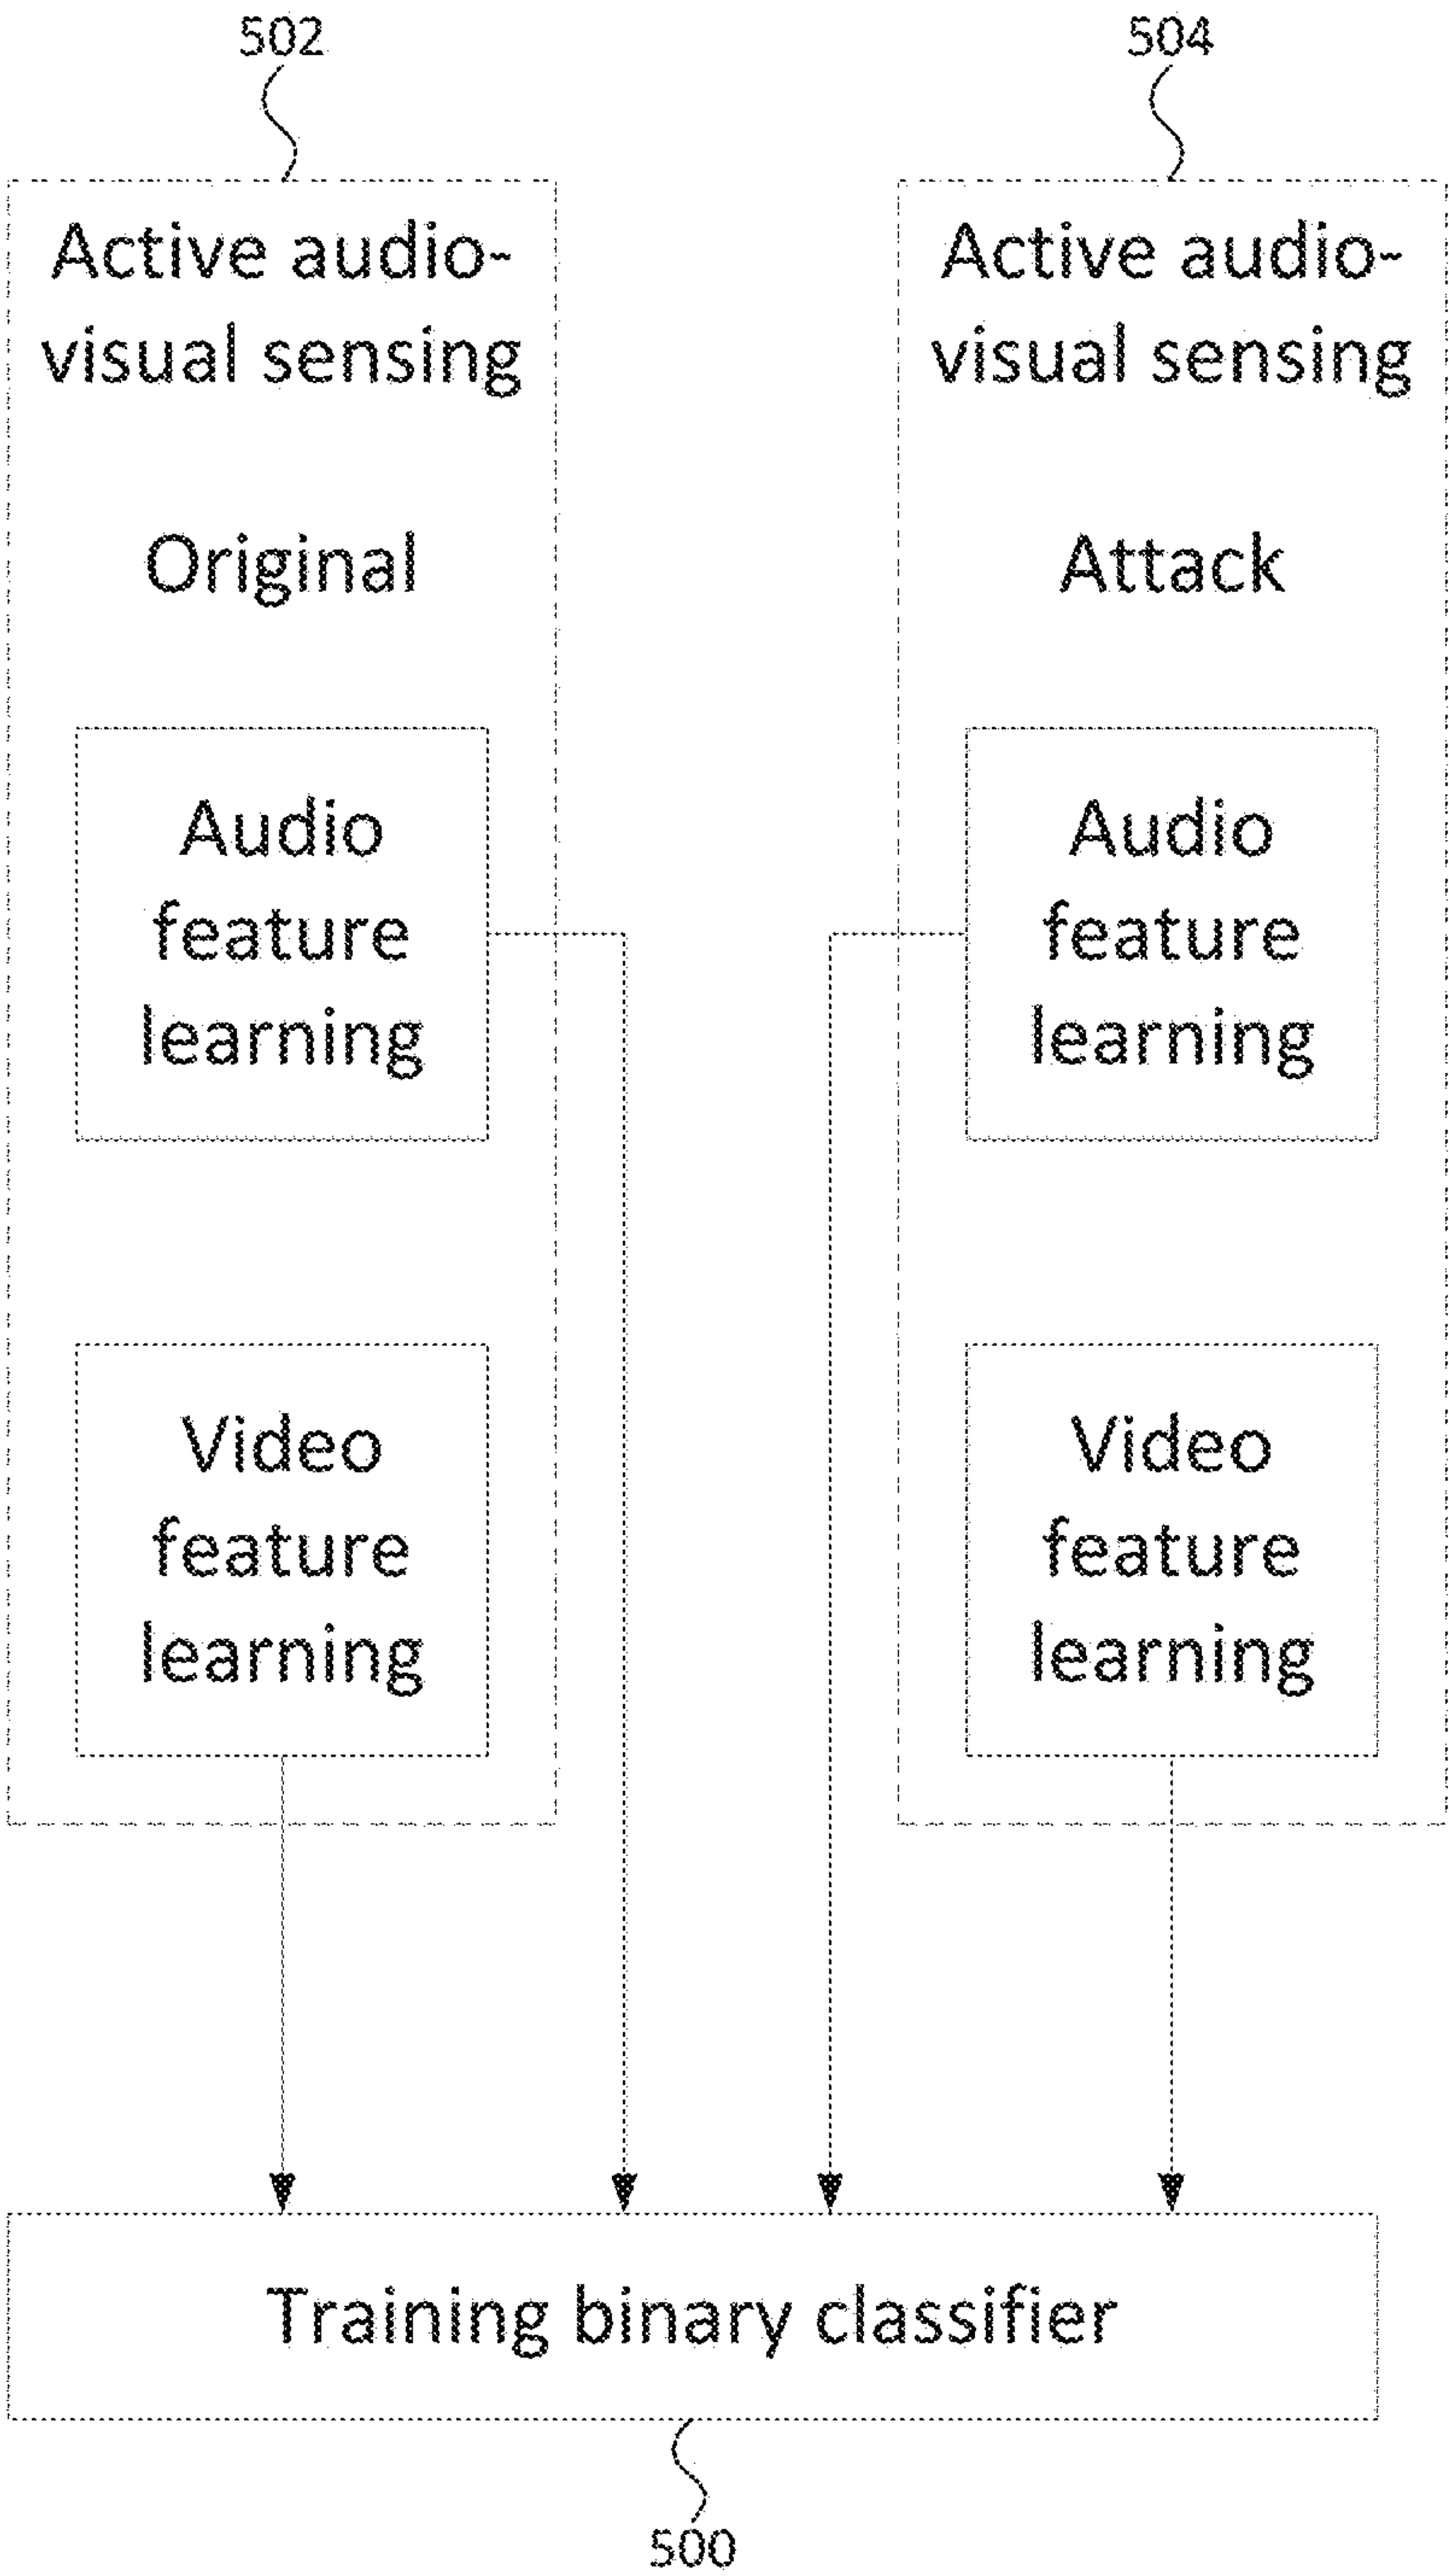 502
Active audio-
visual sensing
Original
Audio
feature
learning
Video
feature
learning
504
Active audio-
visual sensing
Attack
Audio
feature
learning
Video
feature
learning
Training binary classifier
500